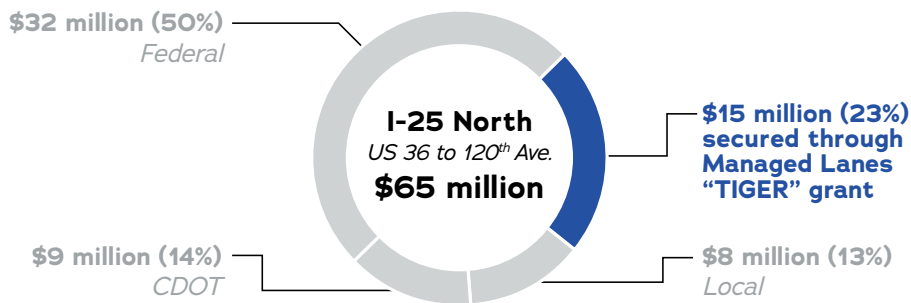 $32 million (50%)
Federal
I-25 North
US 36 to 120th Ave.
$65 million
$15 million (23%)
secured through
Managed Lanes
“TIGER” grant
$9 million (14%)
CDOT
$8 million (13%)
Local